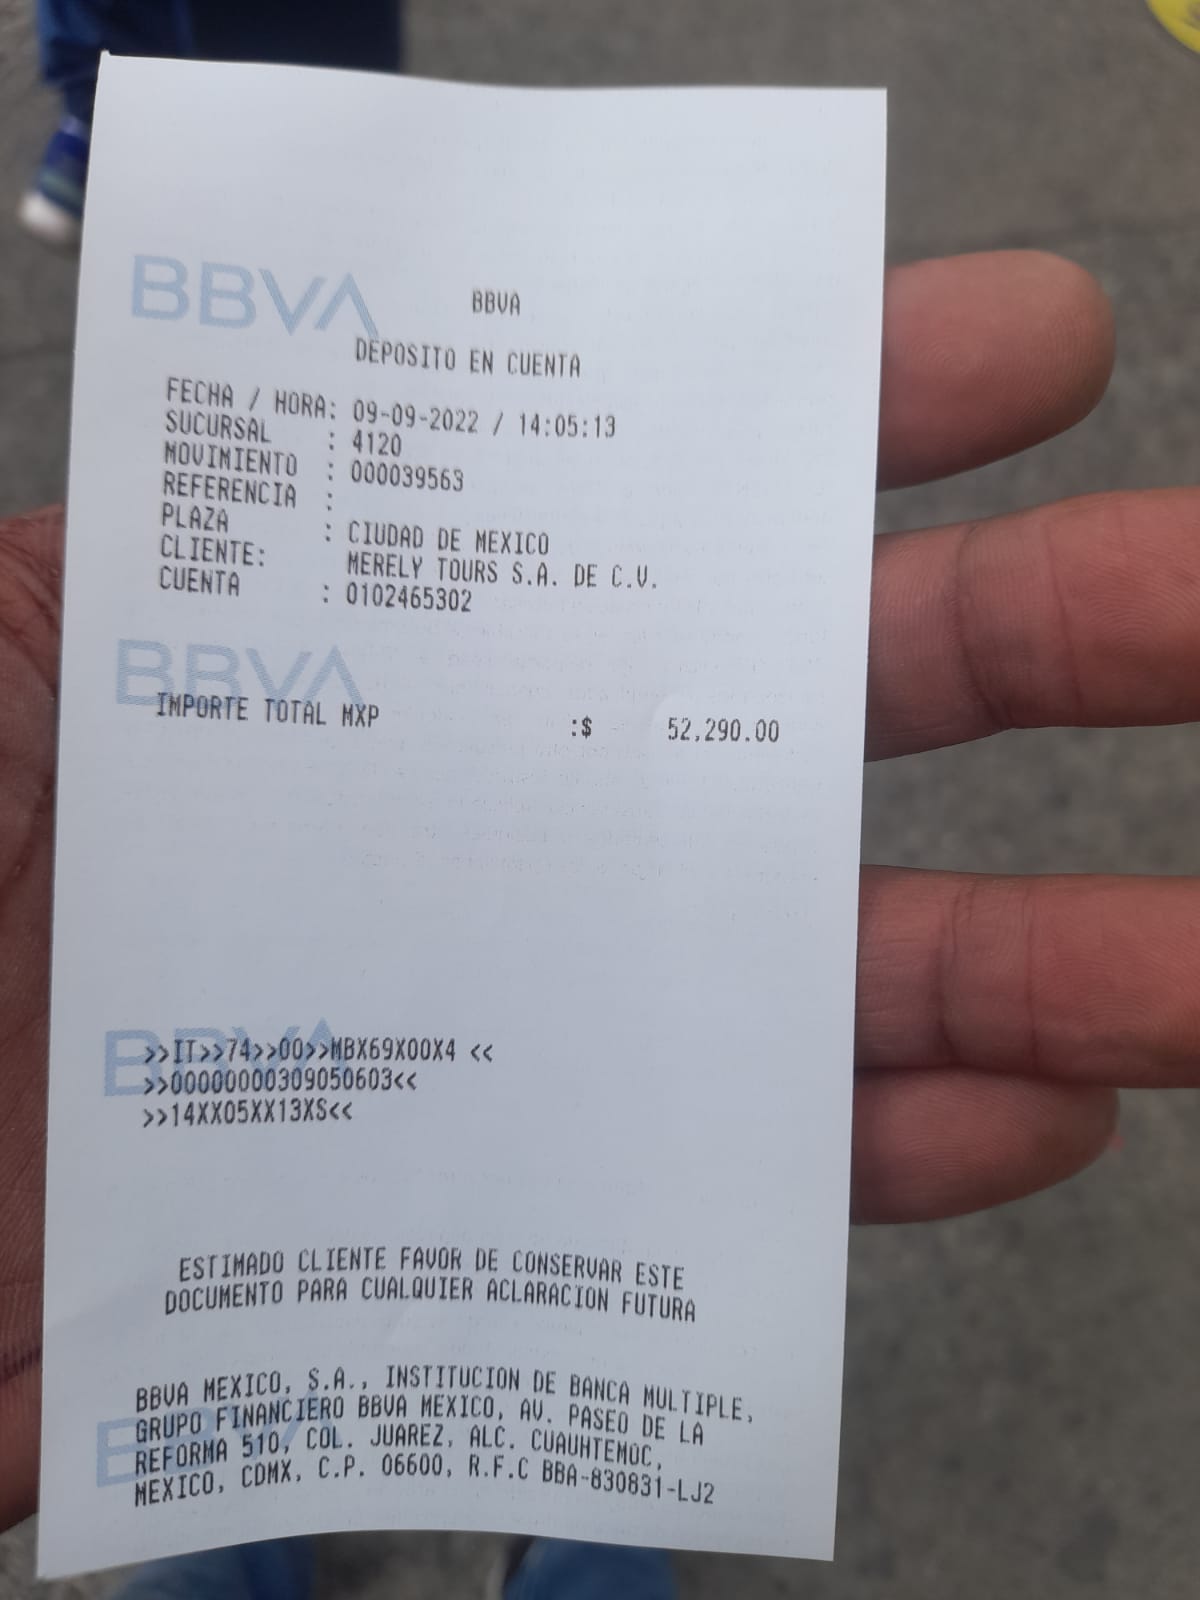 BBVA
BBVA
DEPOSITO EN CUENTA
FECHA / HORA: 09-09-2022 / 14:05:13
SUCURSAL : 4120
MOVIMIENTO : 000039563
REFERENCIA :
PLAZA : CIUDAD DE MEXICO
CLIENTE: MERELY TOURS S.A. DE C.V.
CUENTA : 0102465302
BBVA
IMPORTE TOTAL MXP :$ 52,290.00
BBVA
>>IT>>74>>00>>MBX69X00X4 <<
>>00000000309050603<<
>>14XX05XX13XS<<
ESTIMADO CLIENTE FAVOR DE CONSERVAR ESTE
DOCUMENTO PARA CUALQUIER ACLARACION FUTURA
BBVA
BBVA MEXICO, S.A., INSTITUCION DE BANCA MULTIPLE,
GRUPO FINANCIERO BBVA MEXICO, AV. PASEO DE LA
REFORMA 510, COL. JUAREZ, ALC. CUAUHTEMOC,
MEXICO, CDMX, C.P. 06600, R.F.C BBA-830831-LJ2